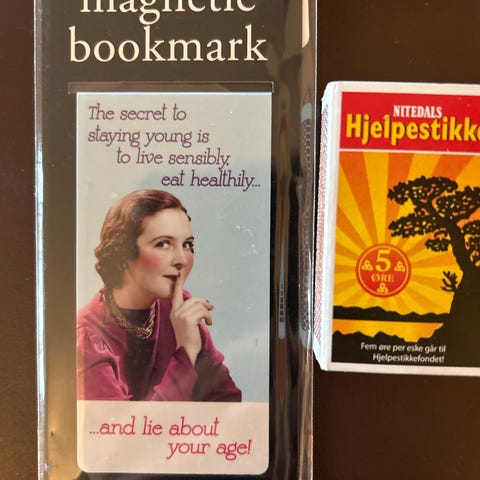 magnetic
bookmark
The secret to
staying young is
to live sensibly,
eat healthily...
...and lie about
your age!
NITEDALS
Hjelpestikke
5
ØRE
Fem øre per eske går til
Hjelpestikkefondet!